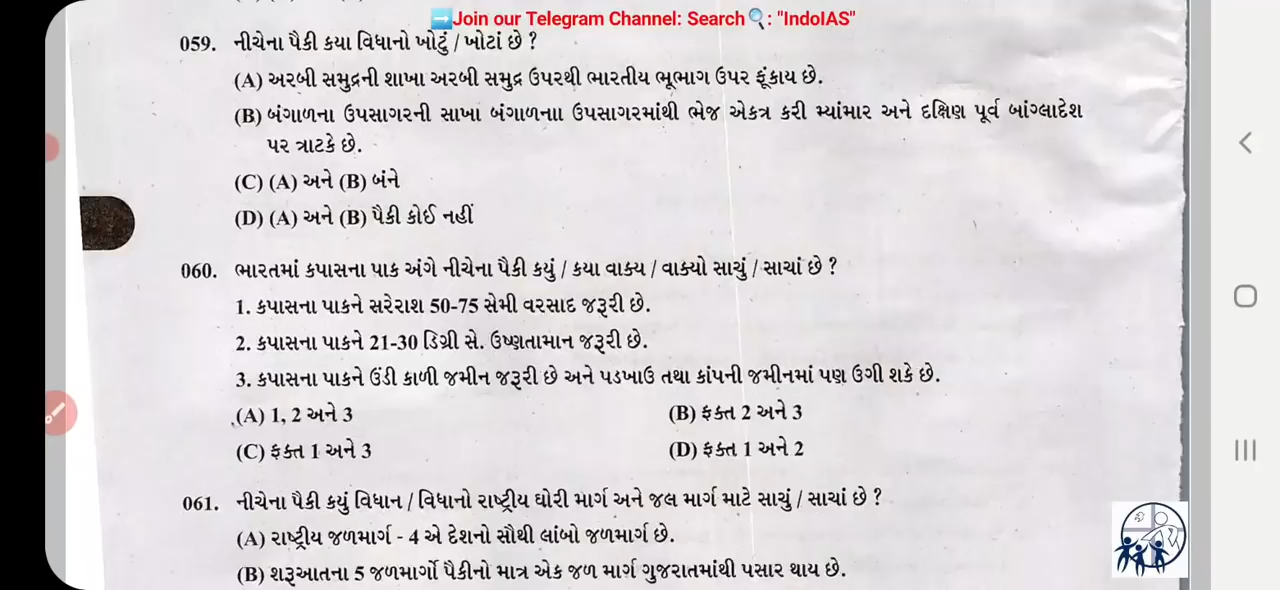 ➡Join our Telegram Channel: Search🔍: "IndoIAS"
059. નીચેના પૈકી કયા વિધાનો ખોટું / ખોટાં છે ?
(A) અરબી સમુદ્રની શાખા અરબી સમુદ્ર ઉપરથી ભારતીય ભૂભાગ ઉપર ફૂંકાય છે.
(B) બંગાળના ઉપસાગરની સાખા બંગાળનાા ઉપસાગરમાંથી ભેજ એકત્ર કરી મ્યાંમાર અને દક્ષિણ પૂર્વ બાંગ્લાદેશ
પર ત્રાટકે છે.
(C) (A) અને (B) બંને
(D) (A) અને (B) પૈકી કોઈ નહીં
060. ભારતમાં કપાસના પાક અંગે નીચેના પૈકી કયું / કયા વાક્ય / વાક્યો સાચું / સાચાં છે ?
1. કપાસના પાકને સરેરાશ 50-75 સેમી વરસાદ જરૂરી છે.
2. કપાસના પાકને 21-30 ડિગ્રી સે. ઉષ્ણતામાન જરૂરી છે.
3. કપાસના પાકને ઉંડી કાળી જમીન જરૂરી છે અને પડખાઉ તથા કાંપની જમીનમાં પણ ઉગી શકે છે.
(A) 1, 2 અને 3 (B) ફક્ત 2 અને 3
(C) ફક્ત 1 અને 3 (D) ફક્ત 1 અને 2
061. નીચેના પૈકી કયું વિધાન / વિધાનો રાષ્ટ્રીય ધોરી માર્ગ અને જલ માર્ગ માટે સાચું / સાચાં છે ?
(A) રાષ્ટ્રીય જળમાર્ગ - 4 એ દેશનો સૌથી લાંબો જળમાર્ગ છે.
(B) શરૂઆતના 5 જળમાર્ગો પૈકીનો માત્ર એક જળ માર્ગ ગુજરાતમાંથી પસાર થાય છે.